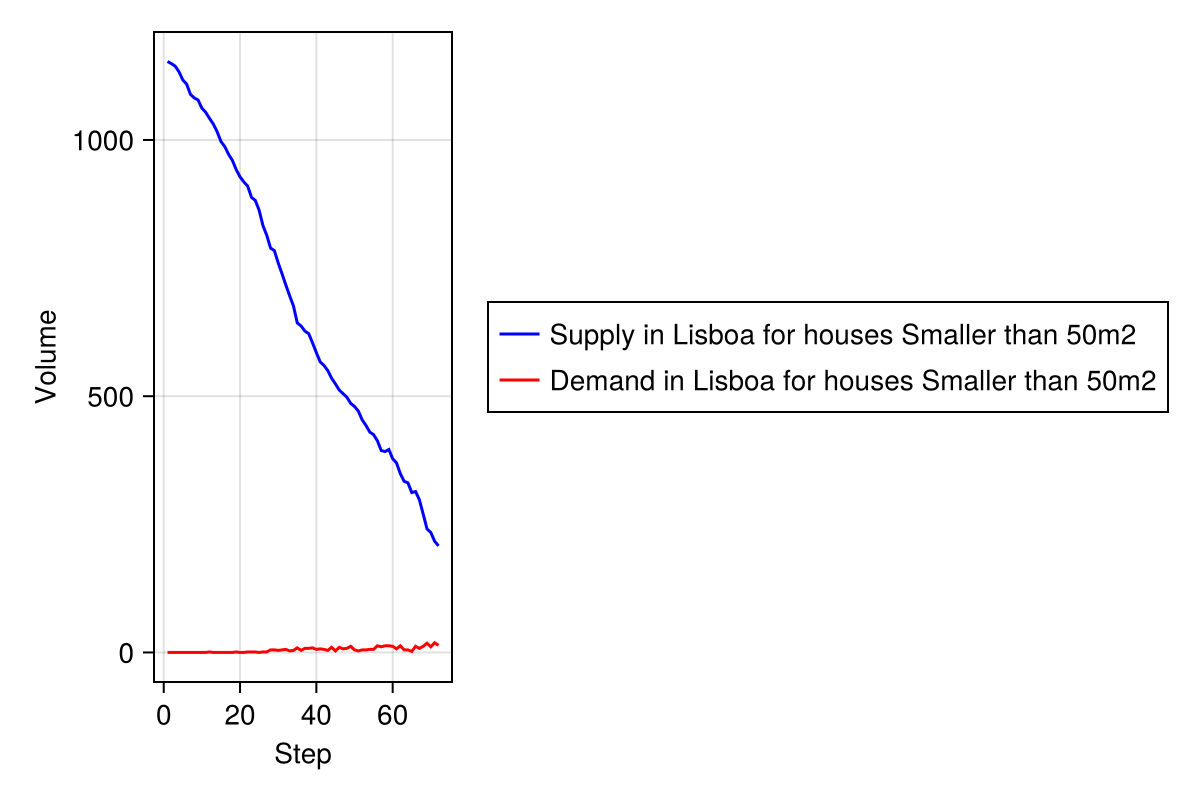 Volume
1000
500
0
0 20 40 60
Step
Supply in Lisboa for houses Smaller than 50m2
Demand in Lisboa for houses Smaller than 50m2